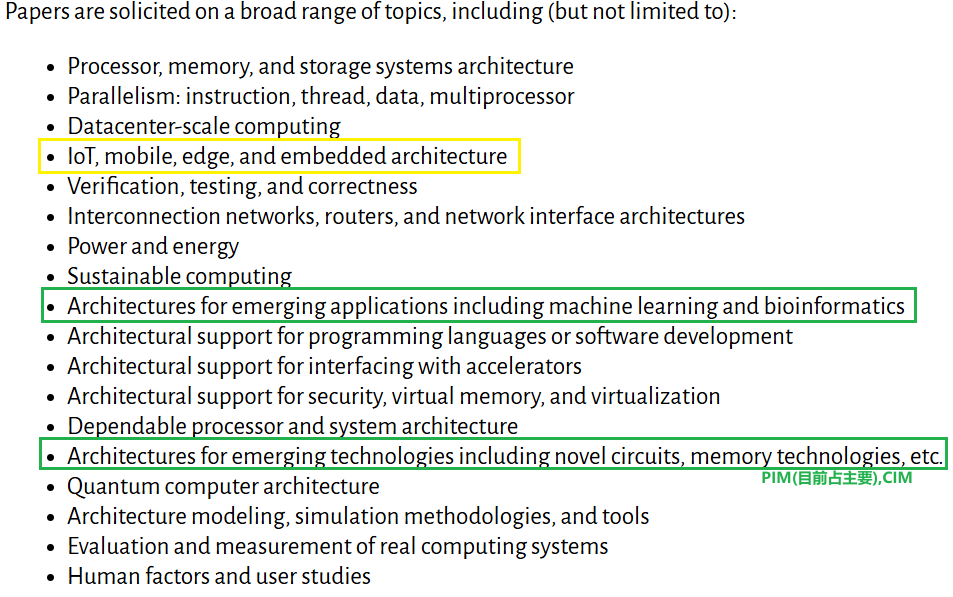 Papers are solicited on a broad range of topics, including (but not limited to):
• Processor, memory, and storage systems architecture
• Parallelism: instruction, thread, data, multiprocessor
• Datacenter-scale computing
• IoT, mobile, edge, and embedded architecture
• Verification, testing, and correctness
• Interconnection networks, routers, and network interface architectures
• Power and energy
• Sustainable computing
• Architectures for emerging applications including machine learning and bioinformatics
• Architectural support for programming languages or software development
• Architectural support for interfacing with accelerators
• Architectural support for security, virtual memory, and virtualization
• Dependable processor and system architecture
• Architectures for emerging technologies including novel circuits, memory technologies, etc.
PIM(目前占主要),CIM
• Quantum computer architecture
• Architecture modeling, simulation methodologies, and tools
• Evaluation and measurement of real computing systems
• Human factors and user studies